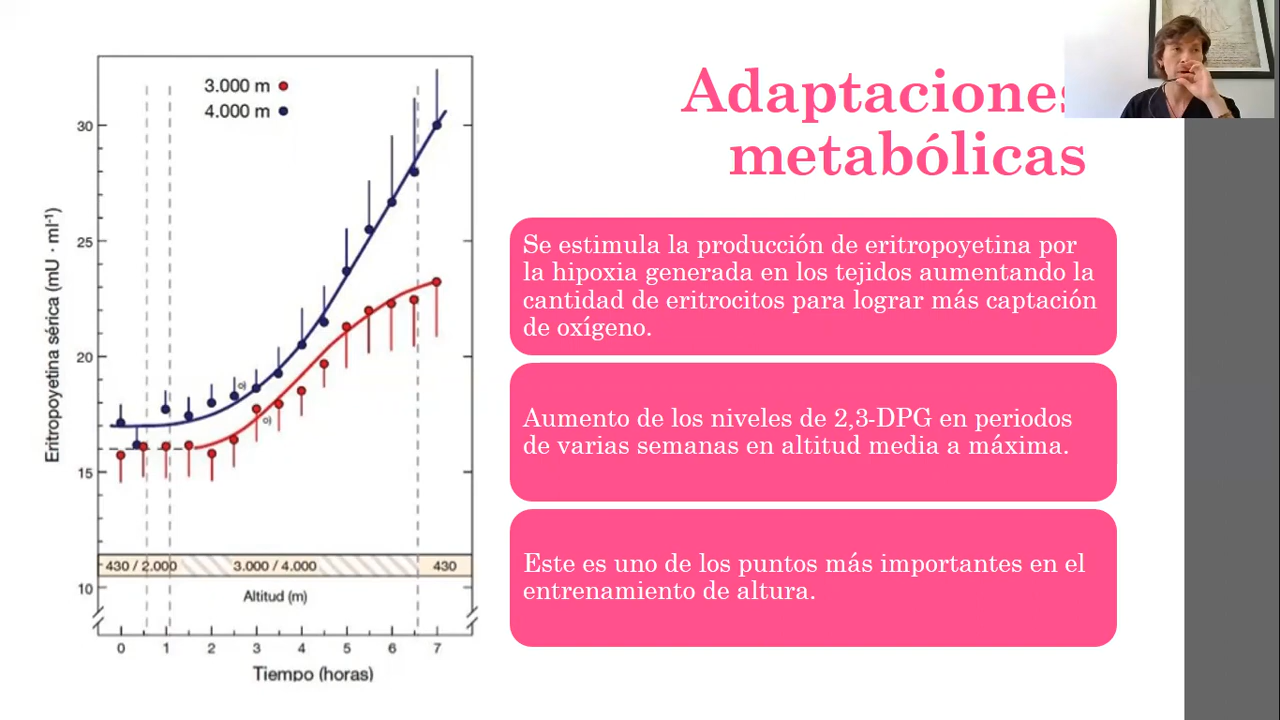 3.000 m
4.000 m
Eritropoyetina sérica (mU · ml⁻¹)
30
25
20
15
10
o)
o)
430 / 2.000
3.000 / 4.000
430
Altitud (m)
0 1 2 3 4 5 6 7
Tiempo (horas)
Adaptaciones
metabólicas
Se estimula la producción de eritropoyetina por
la hipoxia generada en los tejidos aumentando la
cantidad de eritrocitos para lograr más captación
de oxígeno.
Aumento de los niveles de 2,3-DPG en periodos
de varias semanas en altitud media a máxima.
Este es uno de los puntos más importantes en el
entrenamiento de altura.